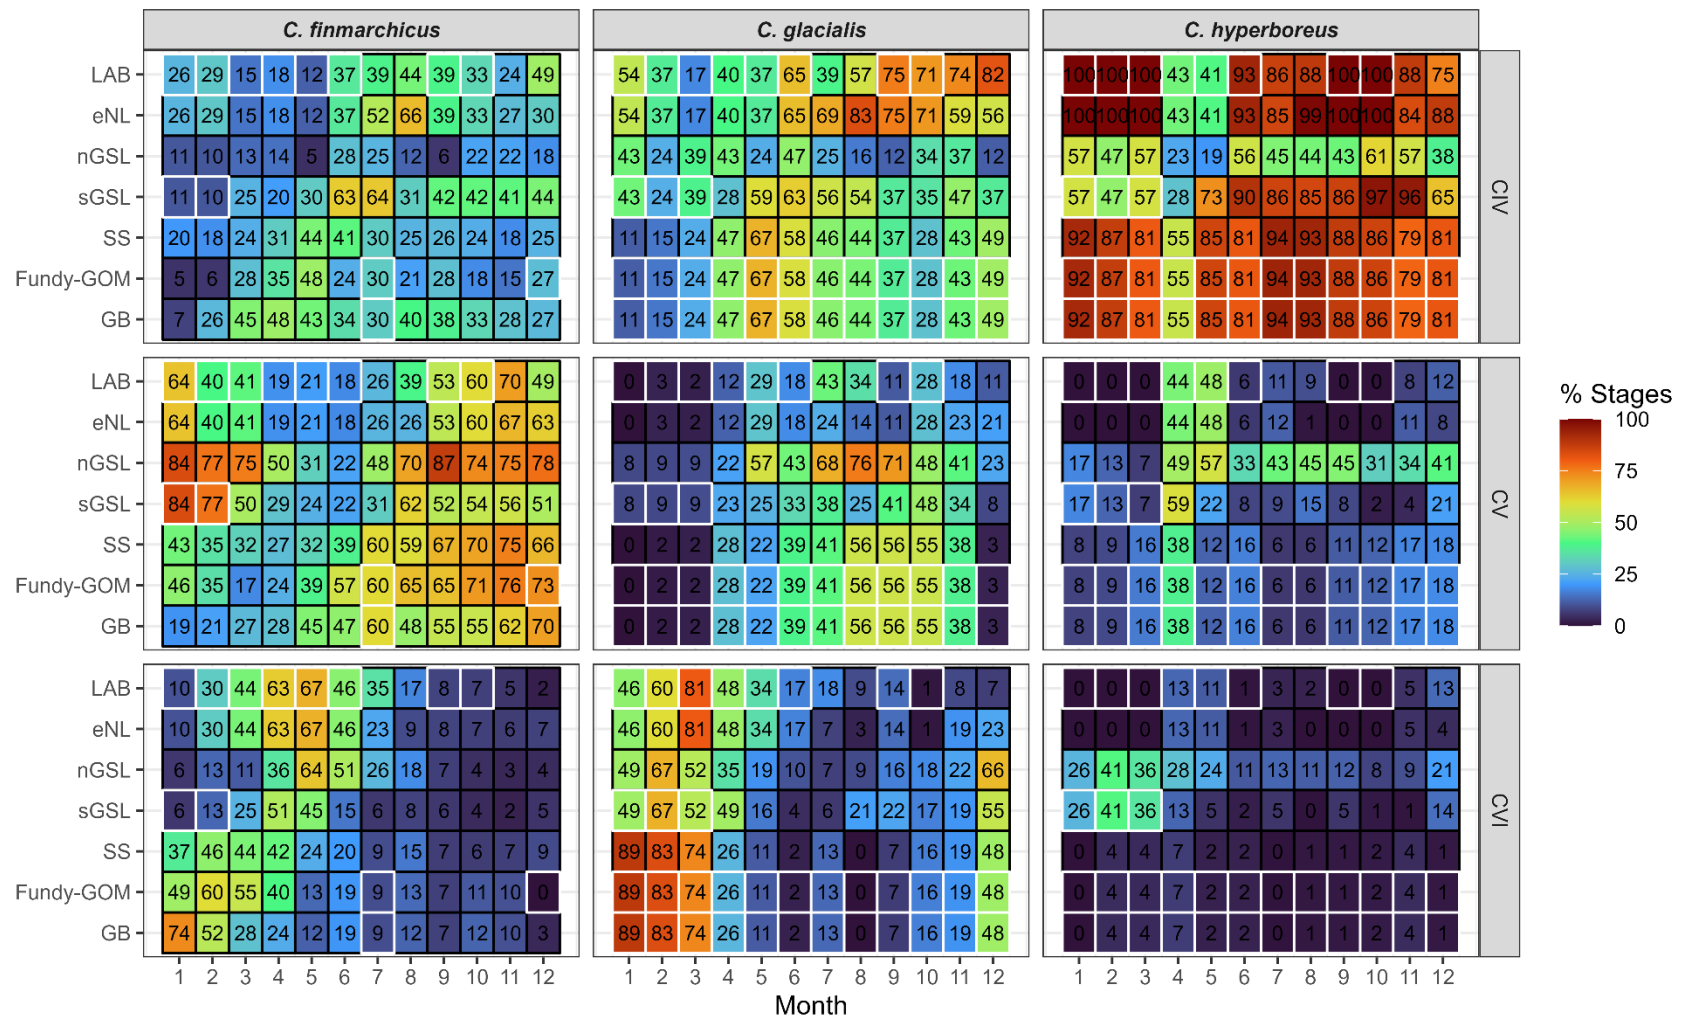 C. finmarchicus C. glacialis C. hyperboreus
LAB 26 29 15 18 12 37 39 44 39 33 24 49 54 37 17 40 37 65 39 57 75 71 74 82 100 100 100 43 41 93 86 88 100 100 88 75
eNL 26 29 15 18 12 37 52 66 39 33 27 30 54 37 17 40 37 65 69 83 75 71 59 56 100 100 100 43 41 93 85 99 100 100 84 88
nGSL 11 10 13 14 5 28 25 12 6 22 22 18 43 24 39 43 24 47 25 16 12 34 37 12 57 47 57 23 19 56 45 44 43 61 57 38
CIV
sGSL 11 10 25 20 30 63 64 31 42 42 41 44 43 24 39 28 59 63 56 54 37 35 47 37 57 47 57 28 73 90 86 85 86 97 96 65
SS 20 18 24 31 44 41 30 25 26 24 18 25 11 15 24 47 67 58 46 44 37 28 43 49 92 87 81 55 85 81 94 93 88 86 79 81
Fundy-GOM 5 6 28 35 48 24 30 21 28 18 15 27 11 15 24 47 67 58 46 44 37 28 43 49 92 87 81 55 85 81 94 93 88 86 79 81
GB 7 26 45 48 43 34 30 40 38 33 28 27 11 15 24 47 67 58 46 44 37 28 43 49 92 87 81 55 85 81 94 93 88 86 79 81
LAB 64 40 41 19 21 18 26 39 53 60 70 49 0 3 2 12 29 18 43 34 11 28 18 11 0 0 0 44 48 6 11 9 0 0 8 12
eNL 64 40 41 19 21 18 26 26 53 60 67 63 0 3 2 12 29 18 24 14 11 28 23 21 0 0 0 44 48 6 12 1 0 0 11 8
nGSL 84 77 75 50 31 22 48 70 87 74 75 78 8 9 9 22 57 43 68 76 71 48 41 23 17 13 7 49 57 33 43 45 45 31 34 41
CV
sGSL 84 77 50 29 24 22 31 62 52 54 56 51 8 9 9 23 25 33 38 25 41 48 34 8 17 13 7 59 22 8 9 15 8 2 4 21
SS 43 35 32 27 32 39 60 59 67 70 75 66 0 2 2 28 22 39 41 56 56 55 38 3 8 9 16 38 12 16 6 6 11 12 17 18
Fundy-GOM 46 35 17 24 39 57 60 65 65 71 76 73 0 2 2 28 22 39 41 56 56 55 38 3 8 9 16 38 12 16 6 6 11 12 17 18
GB 19 21 27 28 45 47 60 48 55 55 62 70 0 2 2 28 22 39 41 56 56 55 38 3 8 9 16 38 12 16 6 6 11 12 17 18
LAB 10 30 44 63 67 46 35 17 8 7 5 2 46 60 81 48 34 17 18 9 14 1 8 7 0 0 0 13 11 1 3 2 0 0 5 13
eNL 10 30 44 63 67 46 23 9 8 7 6 7 46 60 81 48 34 17 7 3 14 1 19 23 0 0 0 13 11 1 3 0 0 0 5 4
nGSL 6 13 11 36 64 51 26 18 7 4 3 4 49 67 52 35 19 10 7 9 16 18 22 66 26 41 36 28 24 11 13 11 12 8 9 21
CVI
sGSL 6 13 25 51 45 15 6 8 6 4 2 5 49 67 52 49 16 4 6 21 22 17 19 55 26 41 36 13 5 2 5 0 5 1 1 14
SS 37 46 44 42 24 20 9 15 7 6 7 9 89 83 74 26 11 2 13 0 7 16 19 48 0 4 4 7 2 2 0 1 1 2 4 1
Fundy-GOM 49 60 55 40 13 19 9 13 7 11 10 0 89 83 74 26 11 2 13 0 7 16 19 48 0 4 4 7 2 2 0 1 1 2 4 1
GB 74 52 28 24 12 19 9 12 7 12 10 3 89 83 74 26 11 2 13 0 7 16 19 48 0 4 4 7 2 2 0 1 1 2 4 1
1 2 3 4 5 6 7 8 9 10 11 12 1 2 3 4 5 6 7 8 9 10 11 12 1 2 3 4 5 6 7 8 9 10 11 12
Month
% Stages
100
75
50
25
0